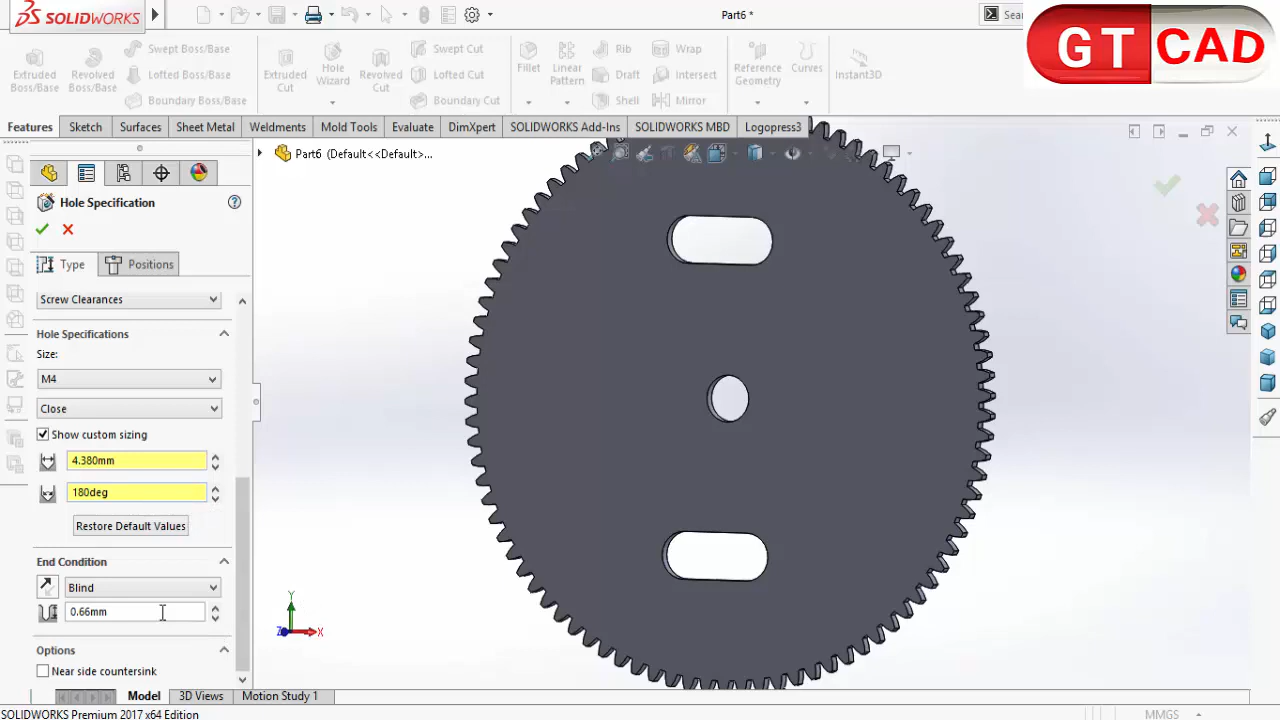 SOLIDWORKS
Part6 *
Sear
GT CAD
Extruded Boss/Base
Revolved Boss/Base
Swept Boss/Base
Lofted Boss/Base
Boundary Boss/Base
Extruded Cut
Hole Wizard
Revolved Cut
Swept Cut
Lofted Cut
Boundary Cut
Fillet
Linear Pattern
Rib
Draft
Shell
Wrap
Intersect
Mirror
Reference Geometry
Curves
Instant3D
Features
Sketch
Surfaces
Sheet Metal
Weldments
Mold Tools
Evaluate
DimXpert
SOLIDWORKS Add-Ins
SOLIDWORKS MBD
Logopress3
Part6 (Default<<Default>...
Hole Specification
Type
Positions
Screw Clearances
Hole Specifications
Size:
M4
Close
Show custom sizing
4.380mm
180deg
Restore Default Values
End Condition
Blind
0.66mm
Options
Near side countersink
Y
Z
X
Model
3D Views
Motion Study 1
SOLIDWORKS Premium 2017 x64 Edition
MMGS